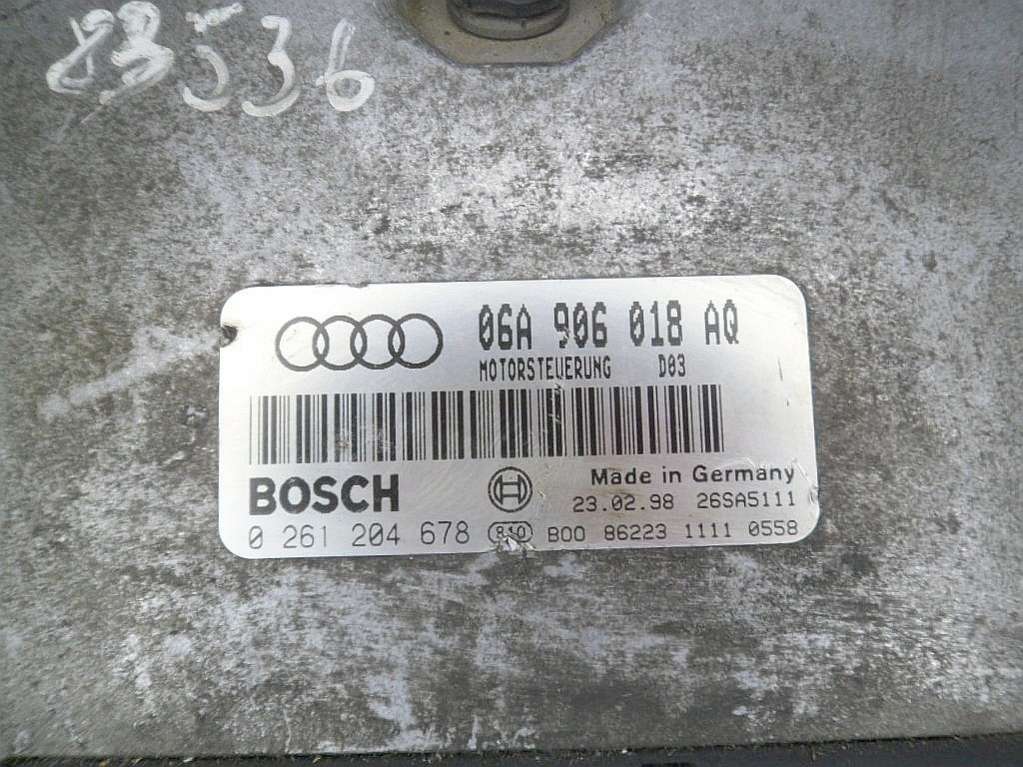 83536
06A 906 018 AQ
MOTORSTEUERUNG D03
BOSCH
Made in Germany
23.02.98 26SA5111
0 261 204 678 B00 86223 1111 0558